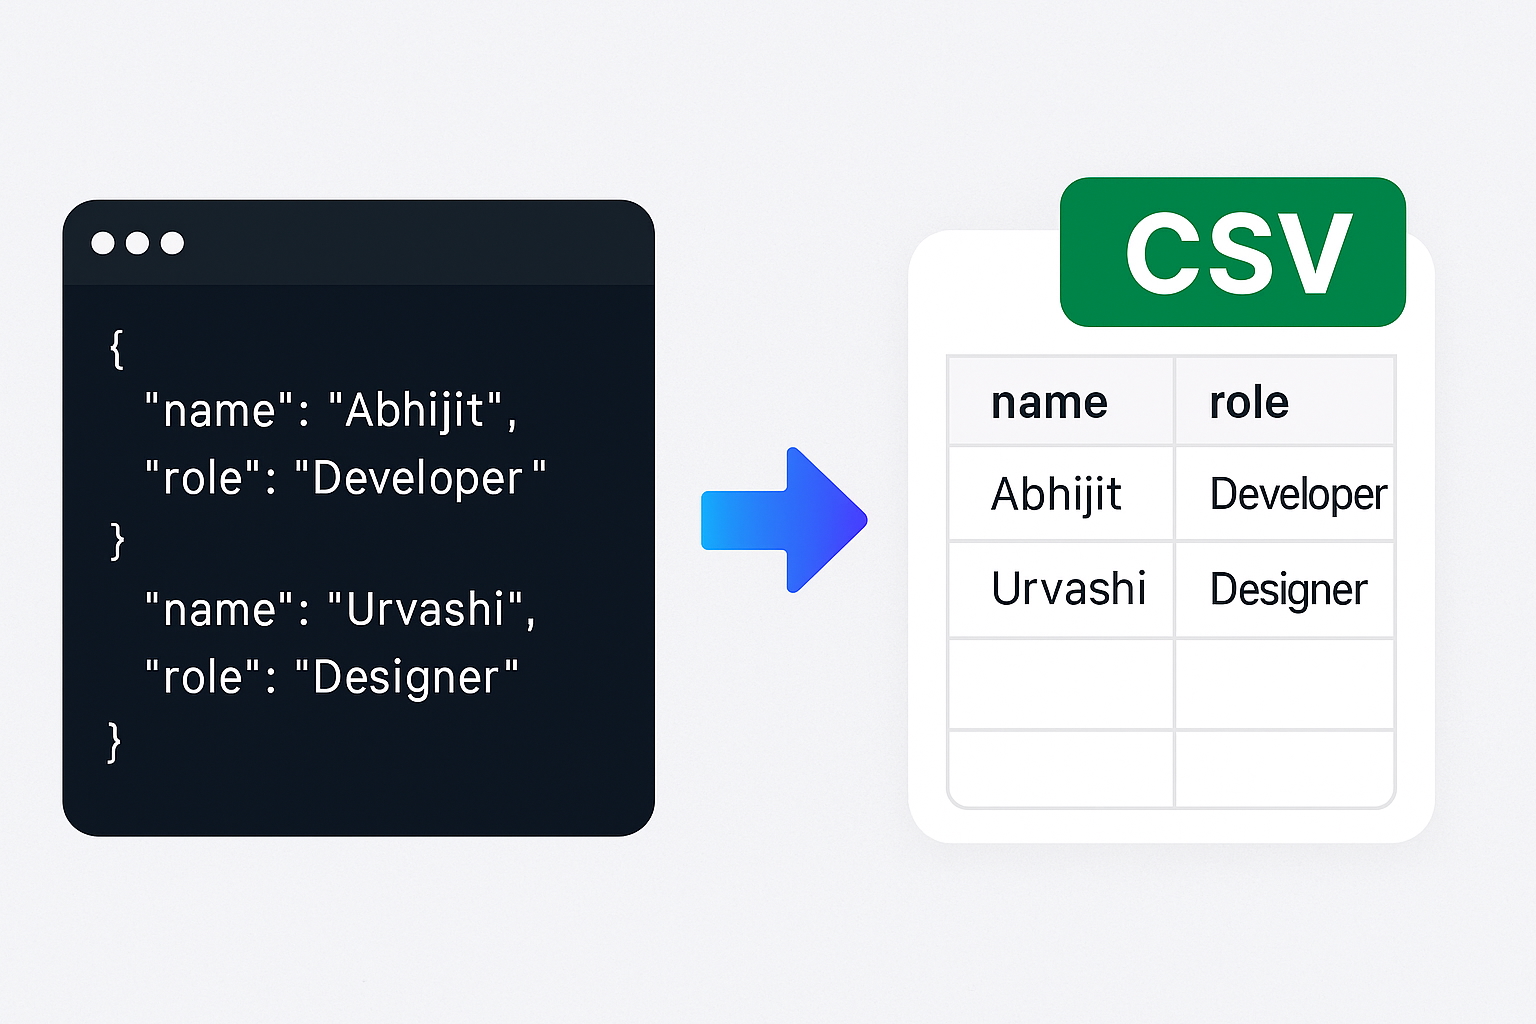 {
"name": "Abhijit",
"role": "Developer "
}
"name": "Urvashi",
"role": "Designer"
}
CSV
name role
Abhijit Developer
Urvashi Designer